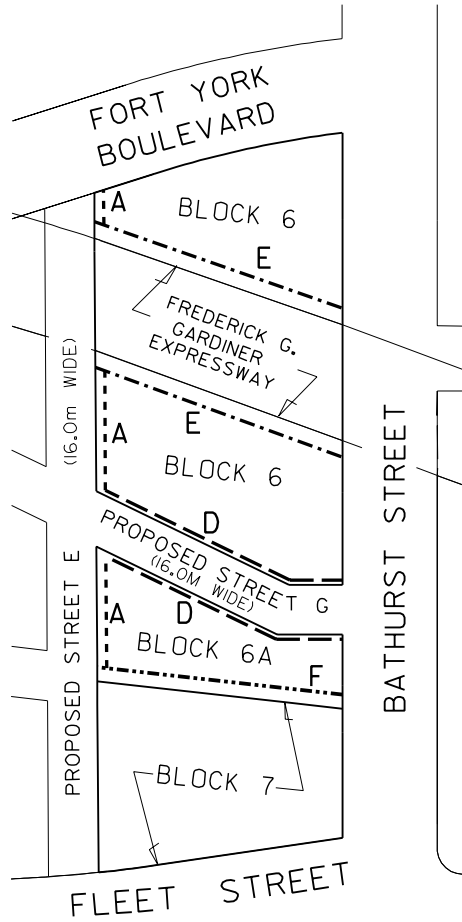 FORT YORK
BOULEVARD
A
BLOCK 6
E
FREDERICK G.
GARDINER
EXPRESSWAY
(16.0m WIDE)
A
E
BLOCK 6
D
PROPOSED STREET G
(16.0M WIDE)
BATHURST STREET
A
D
BLOCK 6A
F
PROPOSED STREET E
BLOCK 7
FLEET STREET